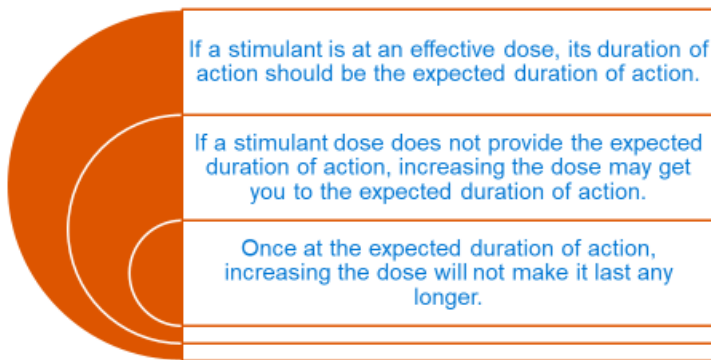 If a stimulant is at an effective dose, its duration of
action should be the expected duration of action.
If a stimulant dose does not provide the expected
duration of action, increasing the dose may get
you to the expected duration of action.
Once at the expected duration of action,
increasing the dose will not make it last any
longer.